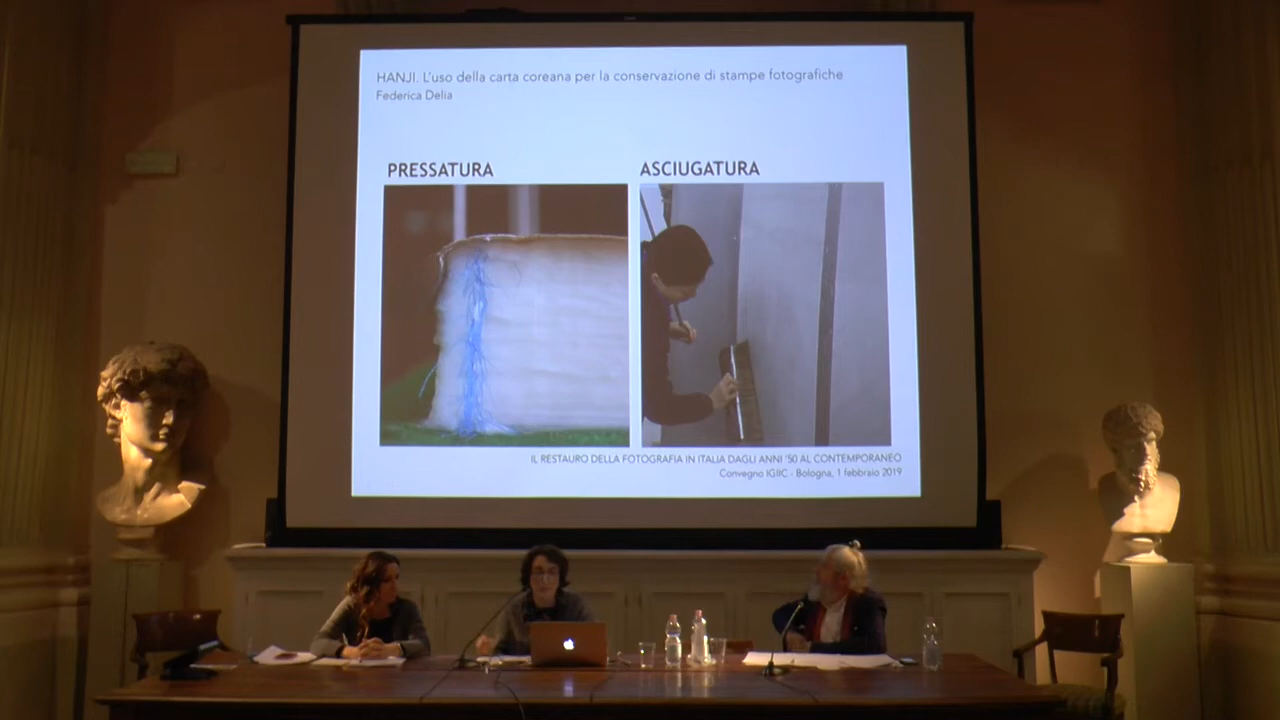 HANJI. L'uso della carta coreana per la conservazione di stampe fotografiche
Federica Delia
PRESSATURA
ASCIUGATURA
IL RESTAURO DELLA FOTOGRAFIA IN ITALIA DAGLI ANNI '50 AL CONTEMPORANEO
Convegno IGIIC - Bologna, 1 febbraio 2019